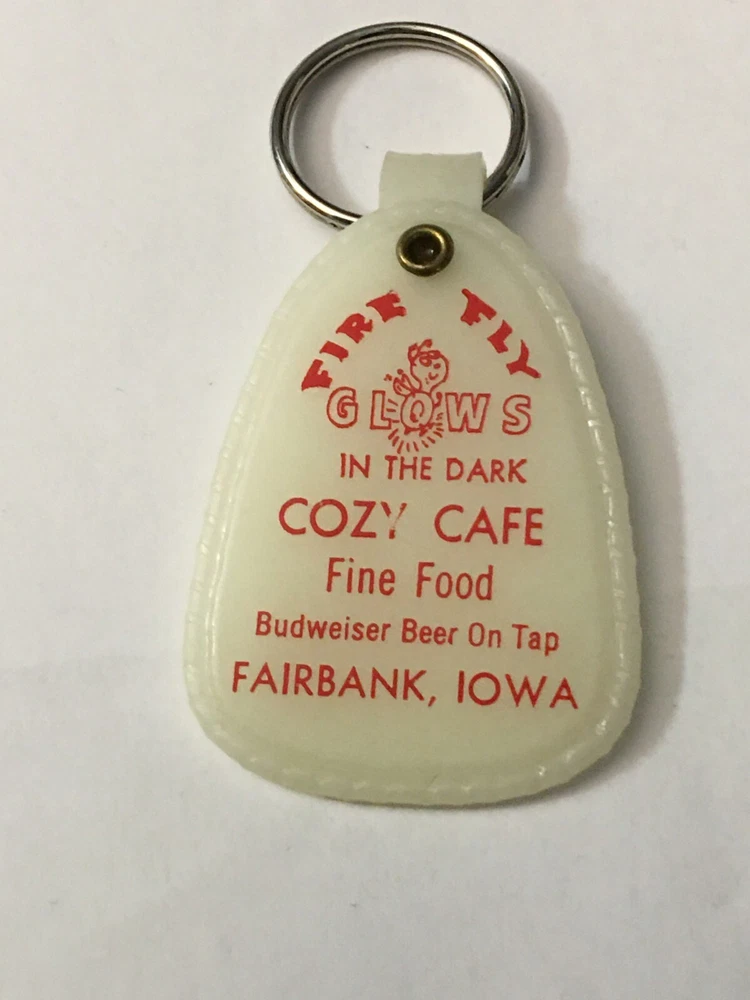 FIRE FLY
GLOWS
IN THE DARK
COZY CAFE
Fine Food
Budweiser Beer On Tap
FAIRBANK, IOWA